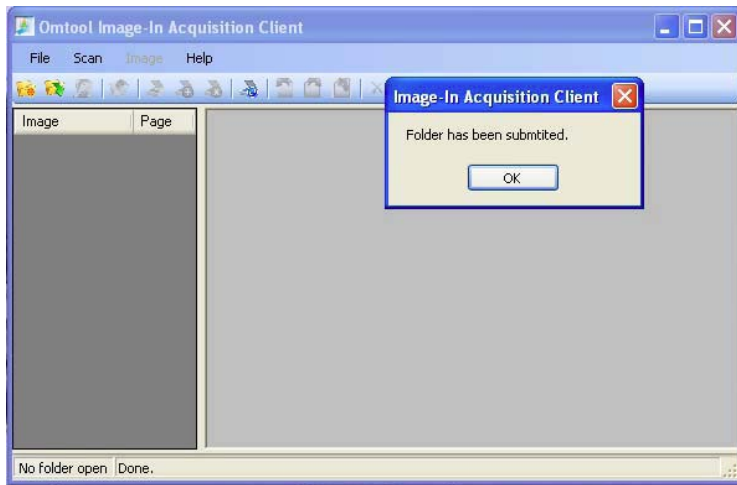 Omtool Image-In Acquisition Client
File Scan Image Help
Image Page
Image-In Acquisition Client
Folder has been submtited.
OK
No folder open Done.